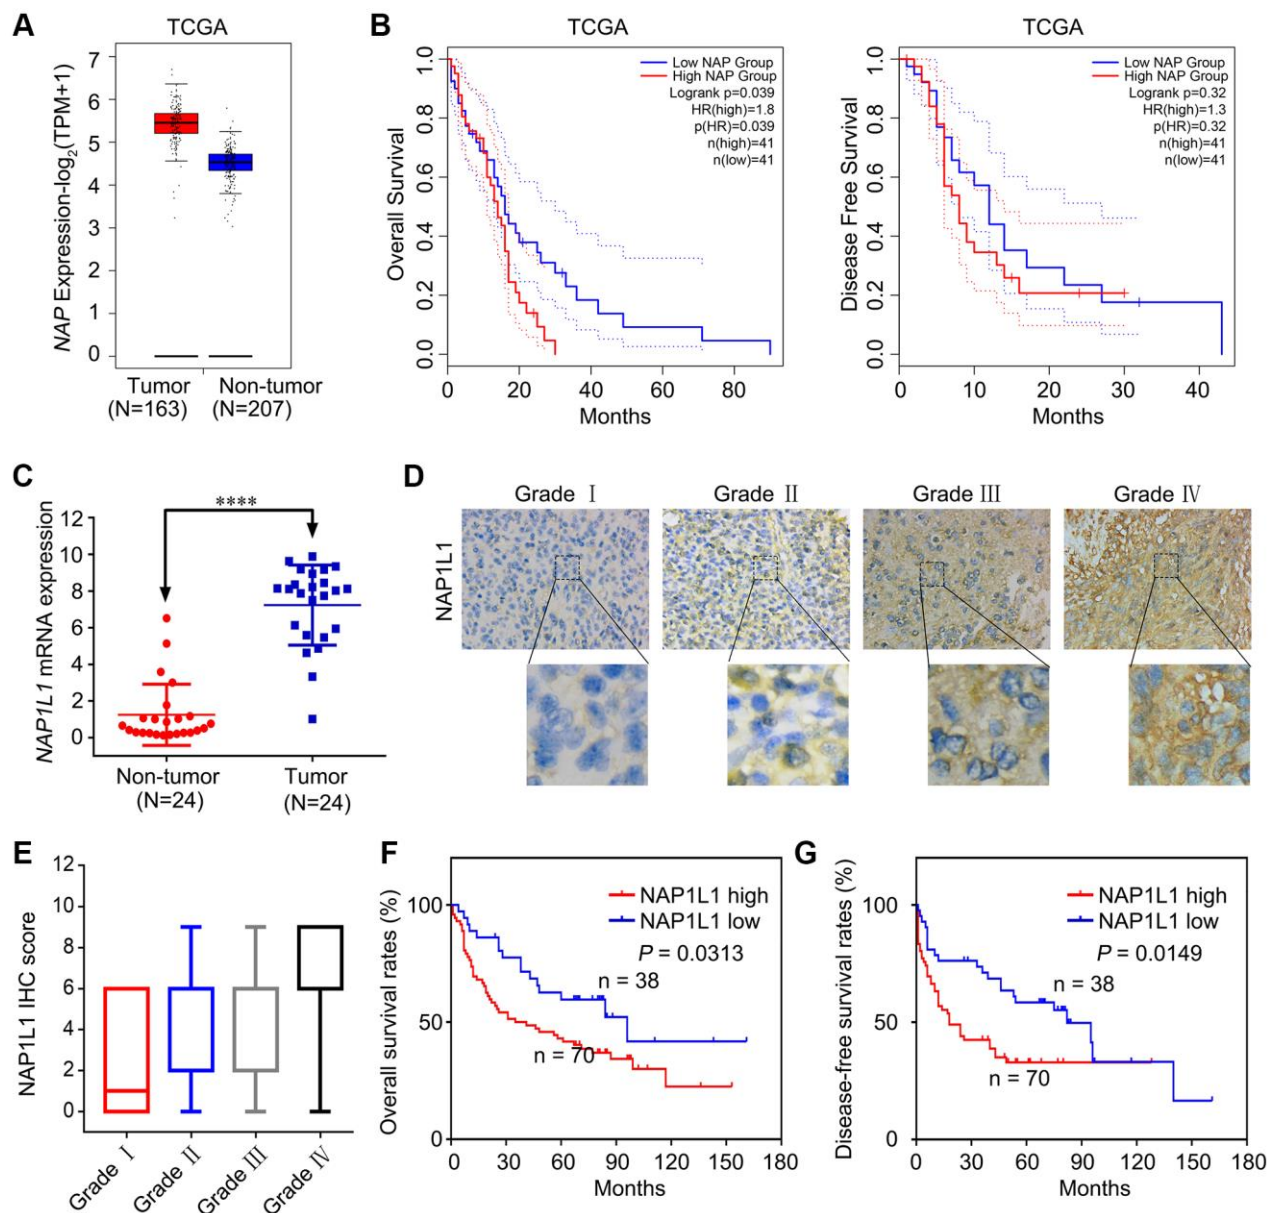 A
TCGA
NAP Expression-log2(TPM+1)
7
6
5
4
3
2
1
0
Tumor
(N=163)
Non-tumor
(N=207)
B
TCGA
Overall Survival
1.0
0.8
0.6
0.4
0.2
0.0
Low NAP Group
High NAP Group
Logrank p=0.039
HR(high)=1.8
p(HR)=0.039
n(high)=41
n(low)=41
0 20 40 60 80
Months
TCGA
Disease Free Survival
1.0
0.8
0.6
0.4
0.2
0.0
Low NAP Group
High NAP Group
Logrank p=0.32
HR(high)=1.3
p(HR)=0.32
n(high)=41
n(low)=41
0 10 20 30 40
Months
C
NAP1L1 mRNA expression
****
12
10
8
6
4
2
0
Non-tumor
(N=24)
Tumor
(N=24)
D
Grade Ⅰ
Grade Ⅱ
Grade Ⅲ
Grade Ⅳ
NAP1L1
E
NAP1L1 IHC score
12
10
8
6
4
2
0
Grade Ⅰ
Grade Ⅱ
Grade Ⅲ
Grade Ⅳ
F
Overall survival rates (%)
100
50
0
NAP1L1 high
NAP1L1 low
P = 0.0313
n = 38
n = 70
0 30 60 90 120 150 180
Months
G
Disease-free survival rates (%)
100
50
0
NAP1L1 high
NAP1L1 low
P = 0.0149
n = 38
n = 70
0 30 60 90 120 150 180
Months